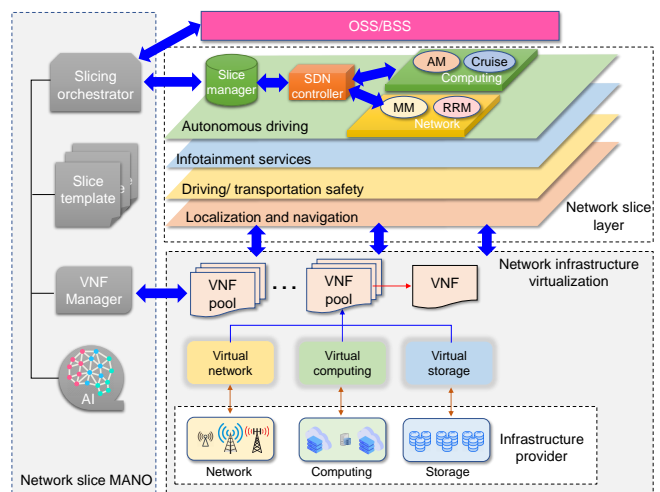 OSS/BSS
Slicing
orchestrator
Slice
template
VNF
Manager
AI
Network slice MANO
Slice
manager
SDN
controller
AM
Cruise
Computing
MM
RRM
Network
Autonomous driving
Infotainment services
Driving/ transportation safety
Localization and navigation
Network slice
layer
Network infrastructure
virtualization
VNF
pool
...
VNF
pool
VNF
Virtual
network
Virtual
computing
Virtual
storage
Network
Computing
Storage
Infrastructure
provider